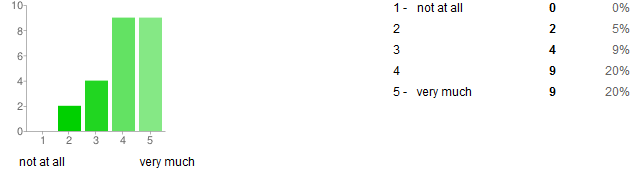 10
8
6
4
2
0
1 2 3 4 5
not at all very much
1 - not at all 0 0%
2 2 5%
3 4 9%
4 9 20%
5 - very much 9 20%